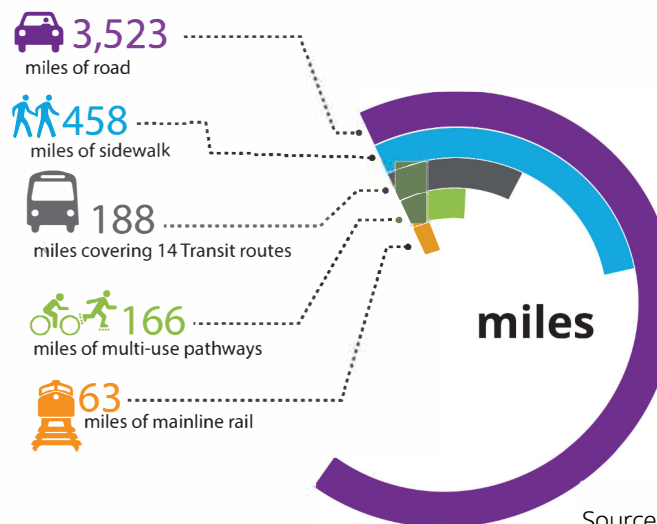 3,523
miles of road
458
miles of sidewalk
188
miles covering 14 Transit routes
miles
166
miles of multi-use pathways
63
miles of mainline rail
Source